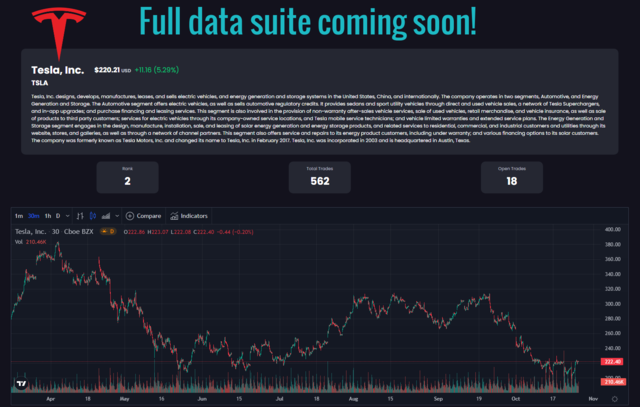 Full data suite coming soon!
Tesla, Inc. $220.21 USD +11.16 (5.29%)
TSLA
Tesla, Inc. designs, develops, manufactures, leases, and sells electric vehicles, and energy generation and storage systems in the United States, China, and internationally. The company operates in two segments, Automotive, and Energy
Generation and Storage. The Automotive segment offers electric vehicles, as well as sells automotive regulatory credits. It provides sedans and sport utility vehicles through direct and used vehicle sales, a network of Tesla Superchargers,
and in-app upgrades; and purchase financing and leasing services. This segment is also involved in the provision of non-warranty after-sales vehicle services, sale of used vehicles, retail merchandise, and vehicle insurance, as well as sale
of products to third party customers; services for electric vehicles through its company-owned service locations, and Tesla mobile service technicians; and vehicle limited warranties and extended service plans. The Energy Generation and
Storage segment engages in the design, manufacture, installation, sale, and leasing of solar energy generation and energy storage products, and related services to residential, commercial, and industrial customers and utilities through its
website, stores, and galleries, as well as through a network of channel partners. This segment also offers service and repairs to its energy product customers, including under warranty; and various financing options to its solar customers.
The company was formerly known as Tesla Motors, Inc. and changed its name to Tesla, Inc. in February 2017. Tesla, Inc. was incorporated in 2003 and is headquartered in Austin, Texas.
Rank Total Trades Open Trades
2 562 18
1m 30m 1h D Compare Indicators
Tesla, Inc. 30 Cboe BZX D O222.86 H223.07 L222.08 C222.40 -0.44 (-0.20%)
Vol 210.46K
400.00
380.00
360.00
340.00
320.00
300.00
280.00
260.00
240.00
222.40
200.00
210.46K
Apr 18 May 16 Jun 15 Jul 18 Aug 15 Sep 19 Oct 17 Nov